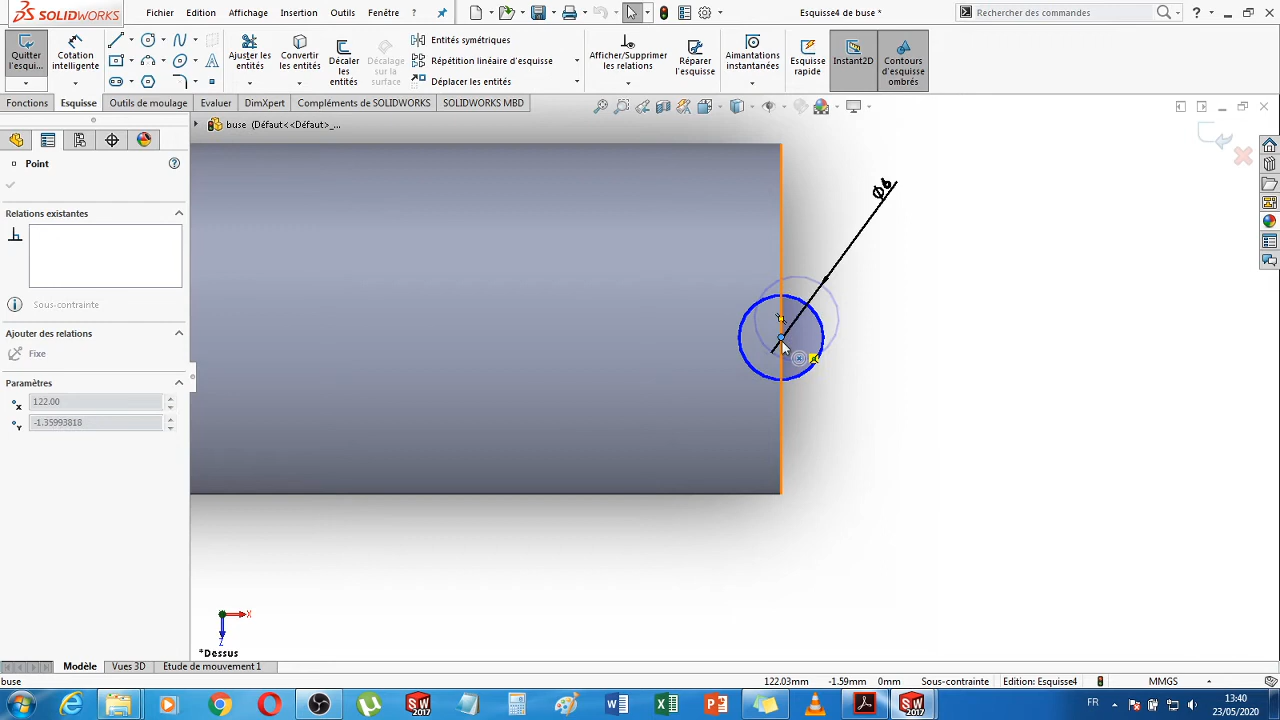 SOLIDWORKS
Fichier
Edition
Affichage
Insertion
Outils
Fenêtre
Esquisse4 de buse *
Rechercher des commandes
Quitter l'esqui...
Cotation intelligente
Ajuster les entités
Convertir les entités
Décaler les entités
Décalage sur la surface
Entités symétriques
Répétition linéaire d'esquisse
Déplacer les entités
Afficher/Supprimer les relations
Réparer l'esquisse
Aimantations instantanées
Esquisse rapide
Instant2D
Contours d'esquisse ombrés
Fonctions
Esquisse
Outils de moulage
Evaluer
DimXpert
Compléments de SOLIDWORKS
SOLIDWORKS MBD
buse (Défaut<<Défaut>_...
Point
Relations existantes
Sous-contrainte
Ajouter des relations
Fixe
Paramètres
122.00
-1.35993818
Φ6
X
Z
*Dessus
Modèle
Vues 3D
Etude de mouvement 1
buse
122.03mm
-1.59mm
0mm
Sous-contrainte
Edition: Esquisse4
MMGS
FR
13:40
23/05/2020